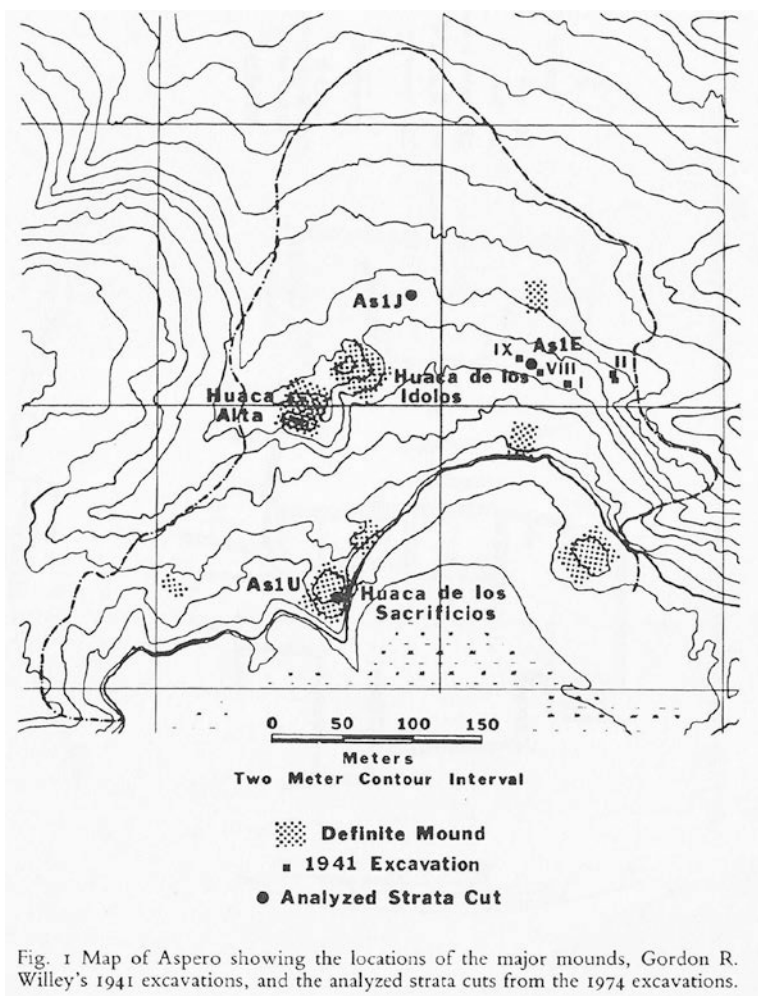 As1J
As1E
IX
VIII
II
I
Huaca de los
Idolos
Huaca
Alta
As1U
Huaca de los
Sacrificios
0 50 100 150
Meters
Two Meter Contour Interval
Definite Mound
1941 Excavation
Analyzed Strata Cut
Fig. 1 Map of Aspero showing the locations of the major mounds, Gordon R.
Willey's 1941 excavations, and the analyzed strata cuts from the 1974 excavations.